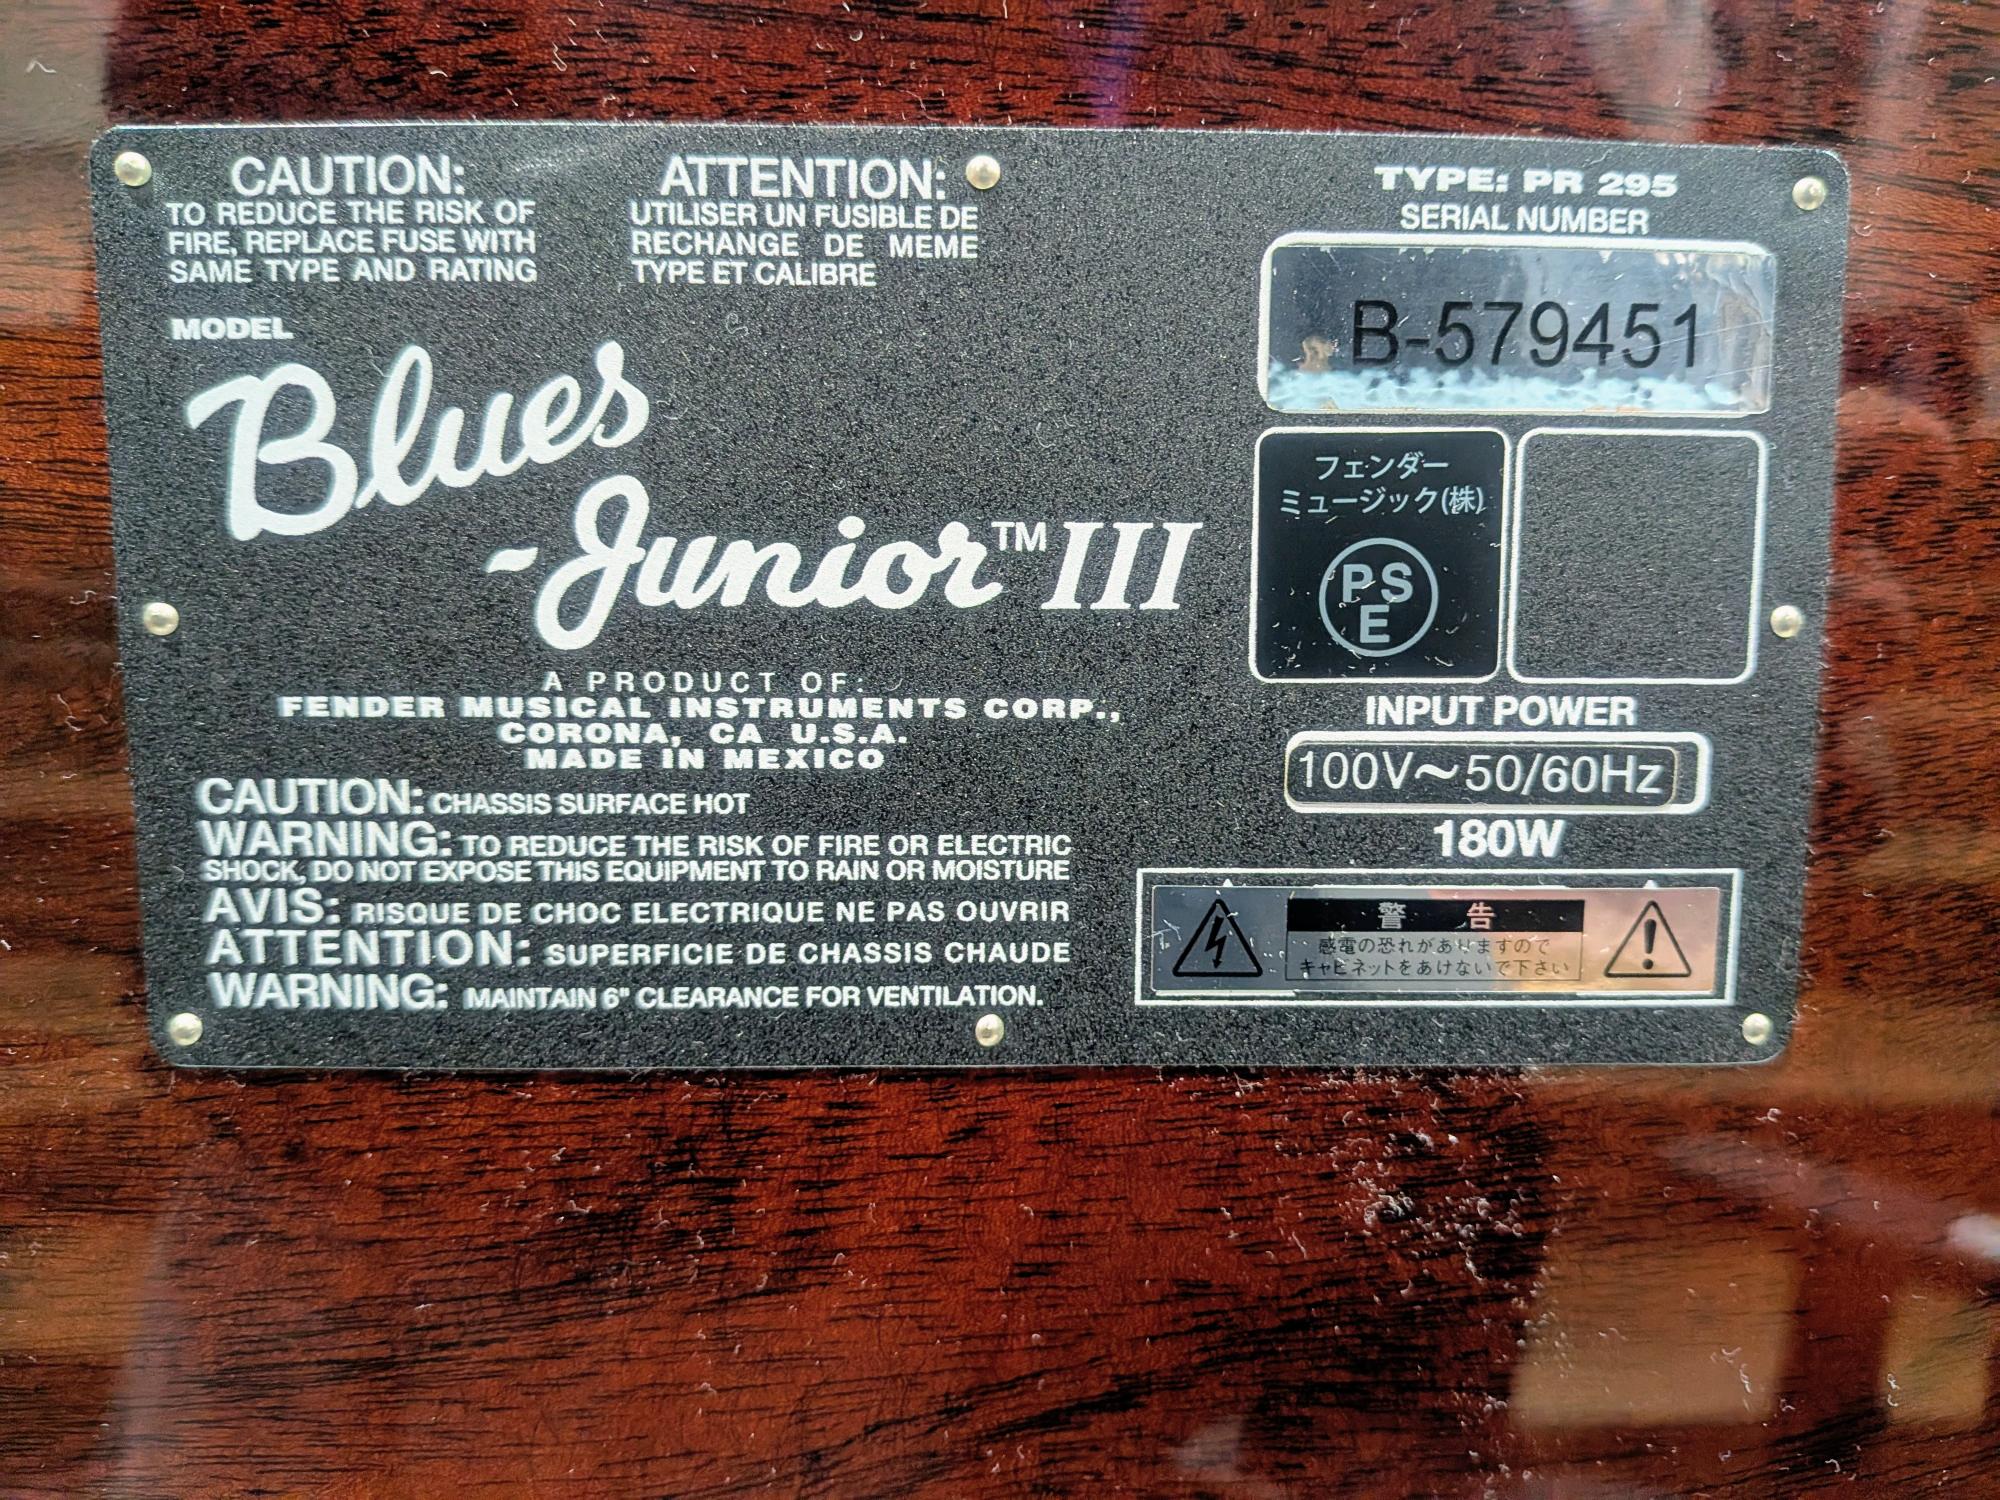 CAUTION:
TO REDUCE THE RISK OF
FIRE, REPLACE FUSE WITH
SAME TYPE AND RATING
ATTENTION:
UTILISER UN FUSIBLE DE
RECHANGE DE MEME
TYPE ET CALIBRE
MODEL
Blues
Junior™ III
A PRODUCT OF:
FENDER MUSICAL INSTRUMENTS CORP.,
CORONA, CA U.S.A.
MADE IN MEXICO
CAUTION: CHASSIS SURFACE HOT
WARNING: TO REDUCE THE RISK OF FIRE OR ELECTRIC
SHOCK, DO NOT EXPOSE THIS EQUIPMENT TO RAIN OR MOISTURE
AVIS: RISQUE DE CHOC ELECTRIQUE NE PAS OUVRIR
ATTENTION: SUPERFICIE DE CHASSIS CHAUDE
WARNING: MAINTAIN 6" CLEARANCE FOR VENTILATION.
TYPE: PR 295
SERIAL NUMBER
B-579451
フェンダー
ミュージック(株)
PS
E
INPUT POWER
100V～50/60Hz
180W
警 告
感電の恐れがありますので
キャビネットをあけないで下さい